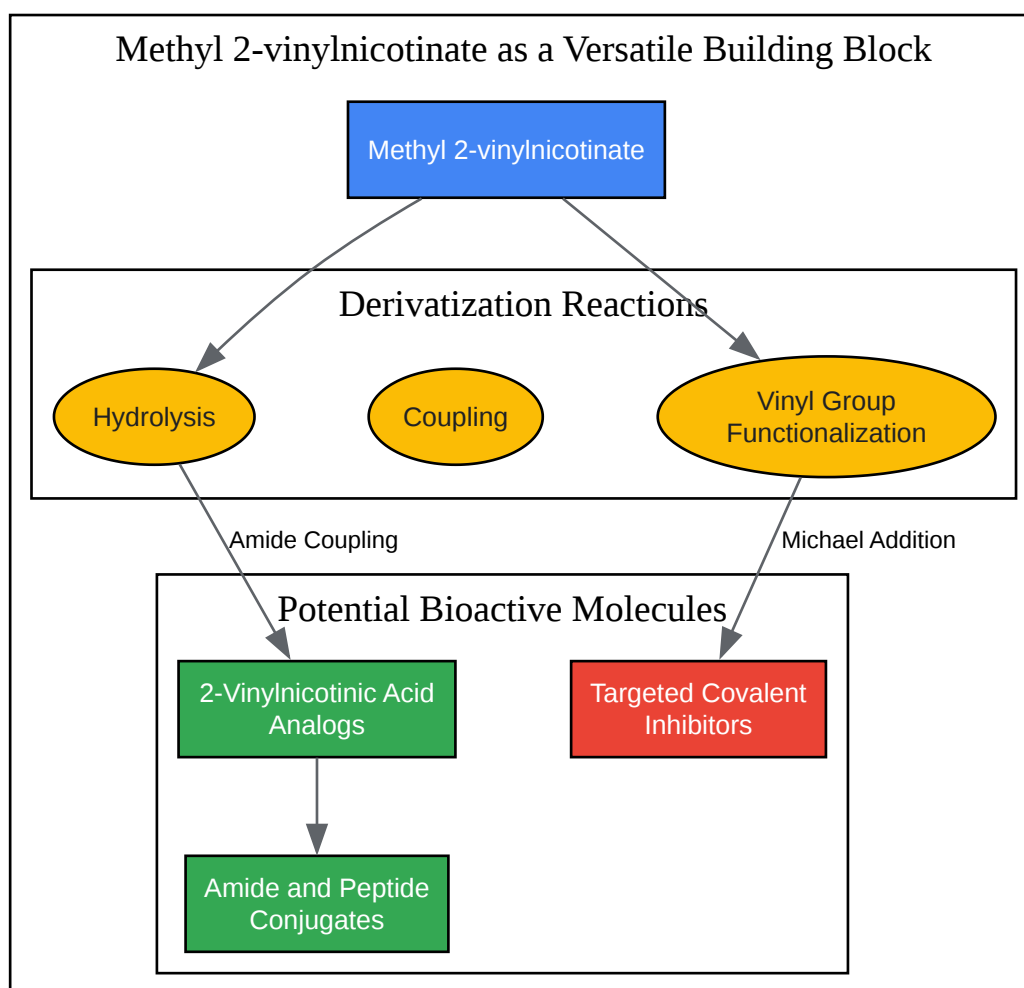 Methyl 2-vinylnicotinate as a Versatile Building Block
Methyl 2-vinylnicotinate
Derivatization Reactions
Hydrolysis
Coupling
Vinyl Group
Functionalization
Amide Coupling
Michael Addition
Potential Bioactive Molecules
2-Vinylnicotinic Acid
Analogs
Targeted Covalent
Inhibitors
Amide and Peptide
Conjugates